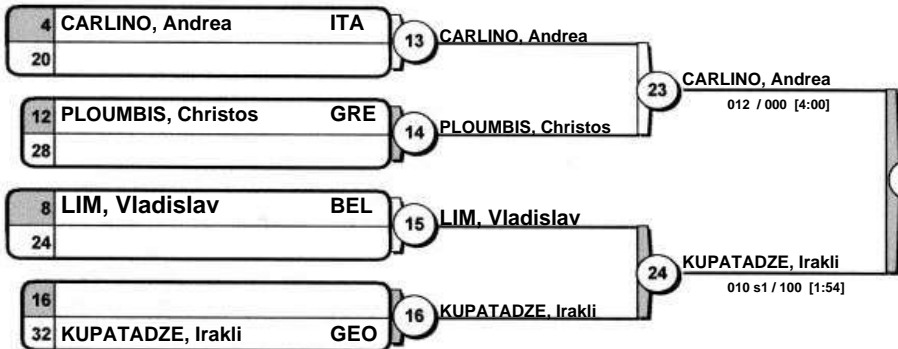 4 CARLINO, Andrea ITA
20
13 CARLINO, Andrea
12 PLOUMBIS, Christos GRE
28
14 PLOUMBIS, Christos
23 CARLINO, Andrea
012 / 000 [4:00]
8 LIM, Vladislav BEL
24
15 LIM, Vladislav
16
32 KUPATADZE, Irakli GEO
16 KUPATADZE, Irakli
24 KUPATADZE, Irakli
010 s1 / 100 [1:54]